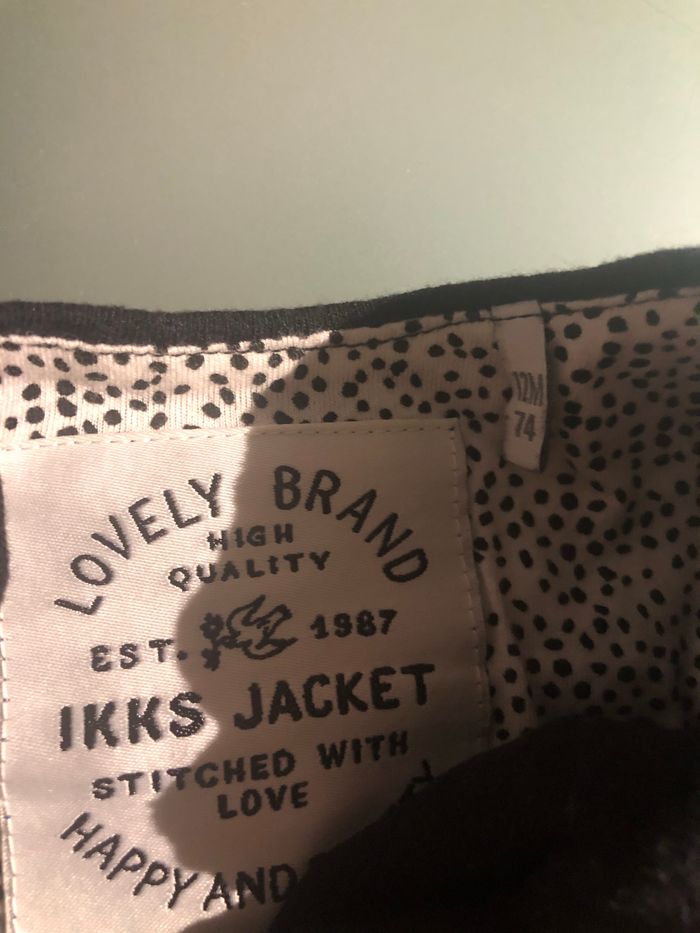 LOVELY BRAND
HIGH
QUALITY
EST. 1987
IKKS JACKET
STITCHED WITH
LOVE
HAPPY AND
12M
74